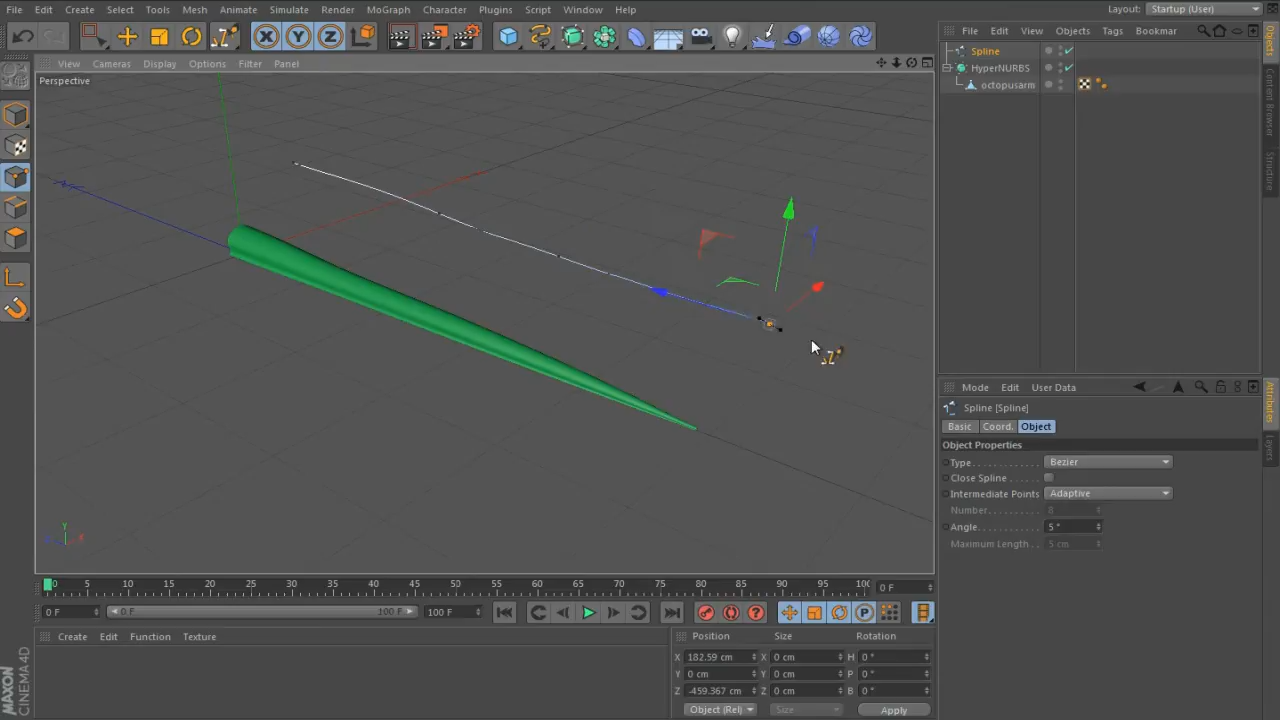 File Edit Create Select Tools Mesh Animate Simulate Render MoGraph Character Plugins Script Window Help Layout: Startup (User)
File Edit View Objects Tags Bookmar
View Cameras Display Options Filter Panel
Perspective
Spline
HyperNURBS
octopusarm
Objects
Content Browser
Structure
Mode Edit User Data
Spline [Spline]
Basic Coord. Object
Object Properties
Type Bezier
Close Spline
Intermediate Points Adaptive
Number 8
Angle 5 °
Maximum Length 5 cm
Attributes
Layers
Y
X
0 5 10 15 20 25 30 35 40 45 50 55 60 65 70 75 80 85 90 95 100 0 F
0 F 0 F 100 F 100 F
Create Edit Function Texture
Position Size Rotation
X 182.59 cm X 0 cm H 0 °
Y 0 cm Y 0 cm P 0 °
Z -459.367 cm Z 0 cm B 0 °
Object (Rel) Size Apply
MAXON
CINEMA 4D